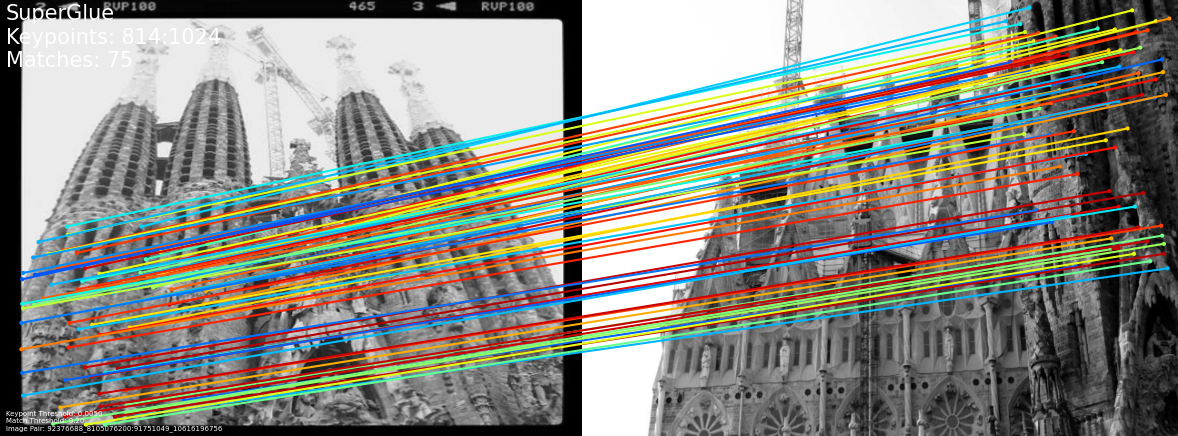 RVP100 465 3 RVP100
SuperGlue
Keypoints: 814:1024
Matches: 75
Keypoint Threshold: 0.0050
Match Threshold: 0.20
Image Pair: 92376688_8105076200:91751049_10616196756